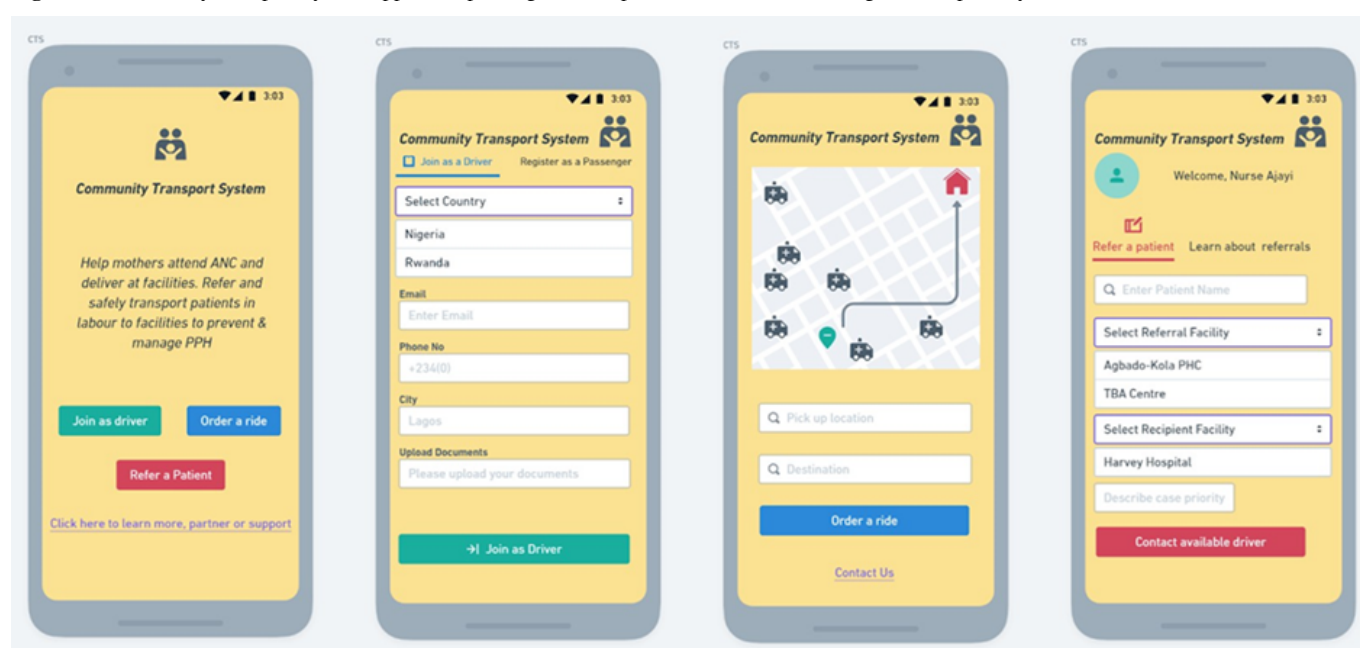 CTS
3:03
Community Transport System
Help mothers attend ANC and
deliver at facilities. Refer and
safely transport patients in
labour to facilities to prevent &
manage PPH
Join as driver
Order a ride
Refer a Patient
Click here to learn more, partner or support
CTS
3:03
Community Transport System
Join as a Driver
Register as a Passenger
Select Country
Nigeria
Rwanda
Email
Enter Email
Phone No
+234(0)
City
Lagos
Upload Documents
Please upload your documents
Join as Driver
CTS
3:03
Community Transport System
Pick up location
Destination
Order a ride
Contact Us
CTS
3:03
Community Transport System
Welcome, Nurse Ajayi
Refer a patient
Learn about referrals
Enter Patient Name
Select Referral Facility
Agbado-Kola PHC
TBA Centre
Select Recipient Facility
Harvey Hospital
Describe case priority
Contact available driver